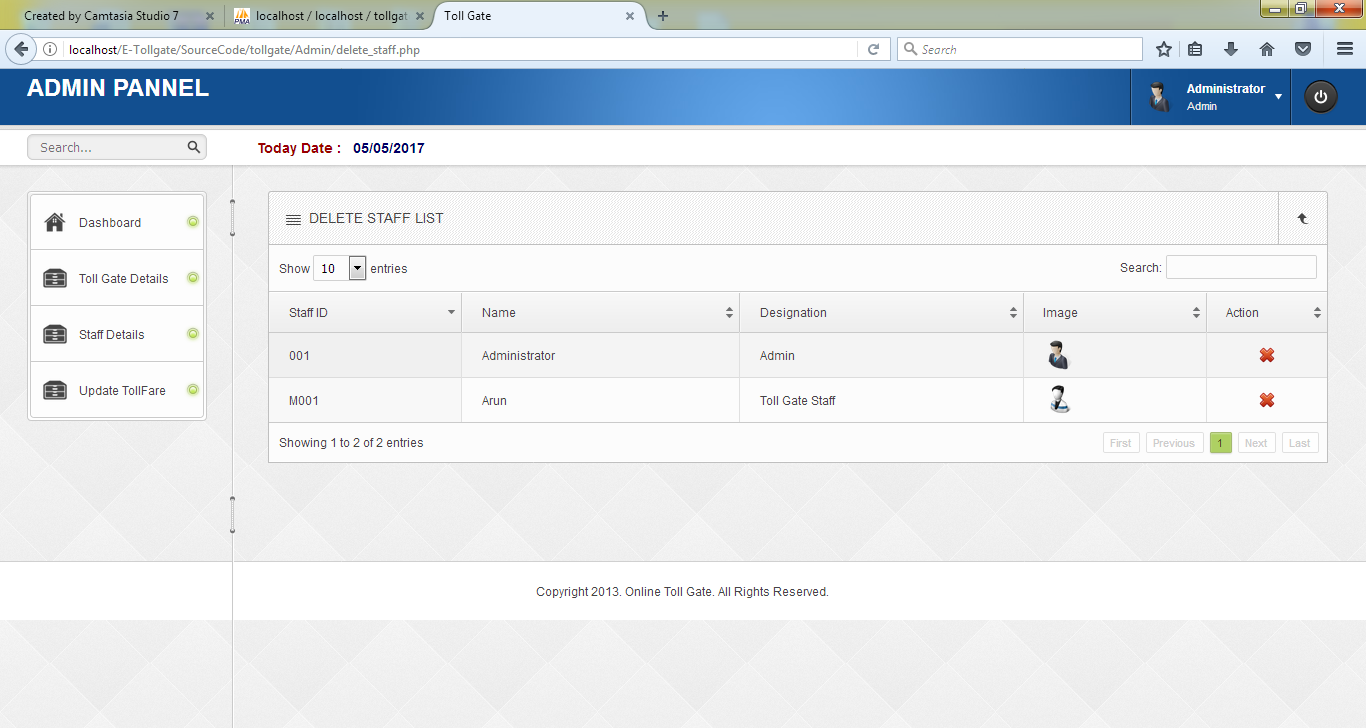 Created by Camtasia Studio 7
PMA localhost / localhost / tollgat
Toll Gate
localhost/E-Tollgate/SourceCode/tollgate/Admin/delete_staff.php
Search
ADMIN PANNEL
Administrator
Admin
Search...
Today Date : 05/05/2017
Dashboard
Toll Gate Details
Staff Details
Update TollFare
DELETE STAFF LIST
Show 10 entries
Search:
Staff ID Name Designation Image Action
001 Administrator Admin
M001 Arun Toll Gate Staff
Showing 1 to 2 of 2 entries
First Previous 1 Next Last
Copyright 2013. Online Toll Gate. All Rights Reserved.